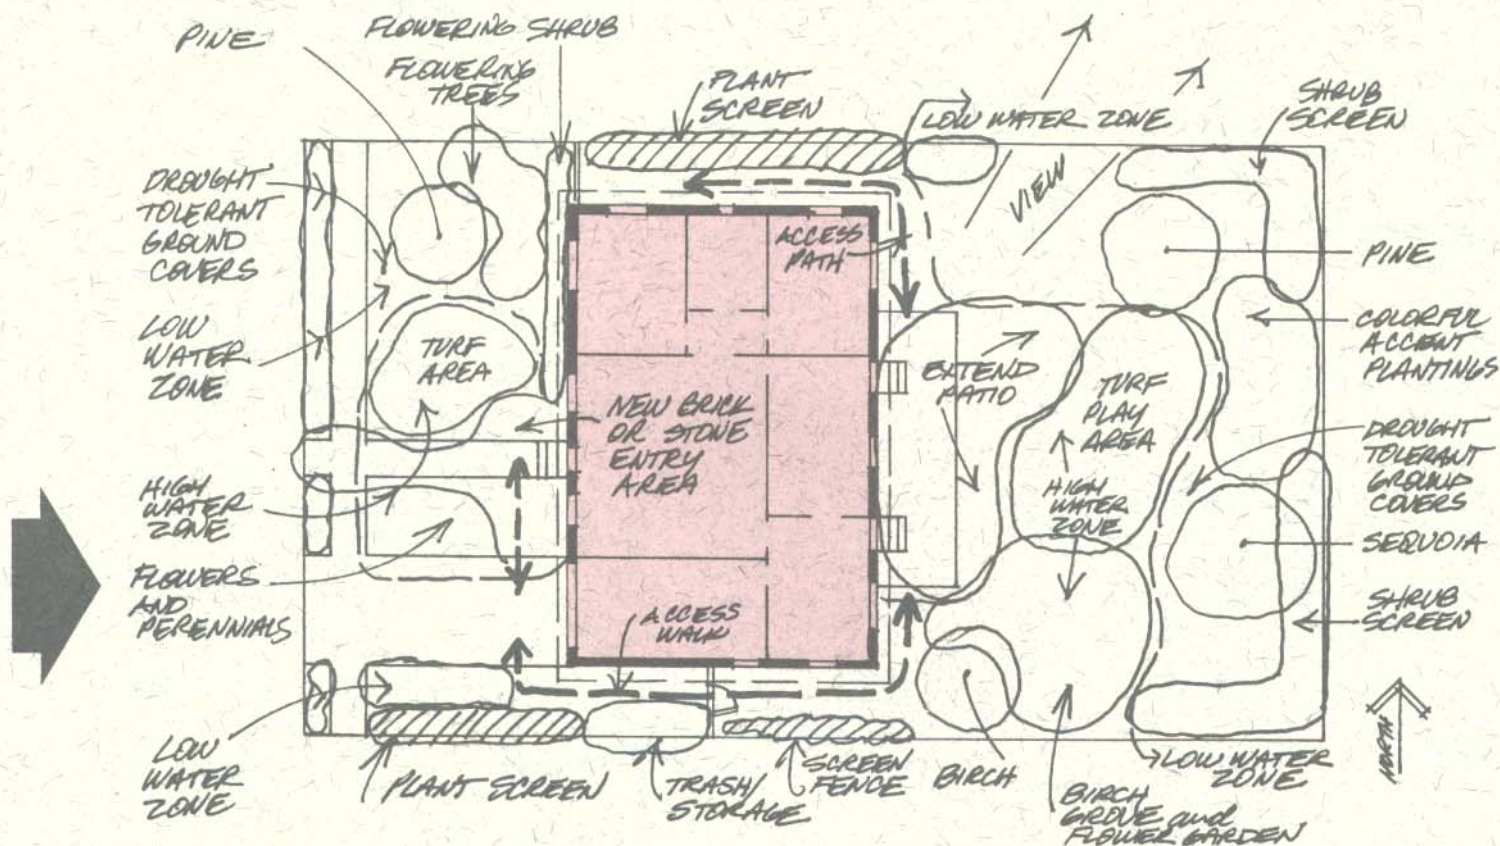 PINE
FLOWERING SHRUB
FLOWERING
TREES
PLANT
SCREEN
LOW WATER ZONE
SHRUB
SCREEN
DROUGHT
TOLERANT
GROUND
COVERS
VIEW
ACCESS
PATH
PINE
LOW
WATER
ZONE
TURF
AREA
EXTEND
PATIO
TURF
PLAY
AREA
COLORFUL
ACCENT
PLANTINGS
NEW BRICK
OR STONE
ENTRY
AREA
DROUGHT
TOLERANT
GROUND
COVERS
HIGH
WATER
ZONE
HIGH
WATER
ZONE
SEQUOIA
FLOWERS
AND
PERENNIALS
ACCESS
WALK
SHRUB
SCREEN
LOW
WATER
ZONE
PLANT SCREEN
TRASH/
STORAGE
SCREEN
FENCE
BIRCH
BIRCH
GROVE and
FLOWER GARDEN
LOW WATER
ZONE
NORTH